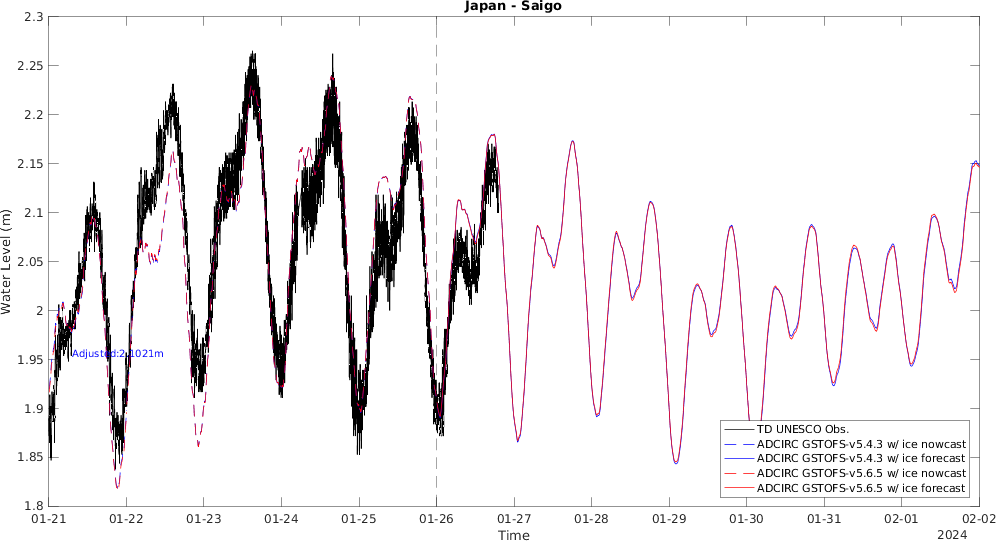 Japan - Saigo
2.3
2.25
2.2
2.15
2.1
2.05
2
1.95
1.9
1.85
1.8
Water Level (m)
Adjusted:2.1021m
TD UNESCO Obs.
ADCIRC GSTOFS-v5.4.3 w/ ice nowcast
ADCIRC GSTOFS-v5.4.3 w/ ice forecast
ADCIRC GSTOFS-v5.6.5 w/ ice nowcast
ADCIRC GSTOFS-v5.6.5 w/ ice forecast
01-21 01-22 01-23 01-24 01-25 01-26 01-27 01-28 01-29 01-30 01-31 02-01 02-02
Time
2024